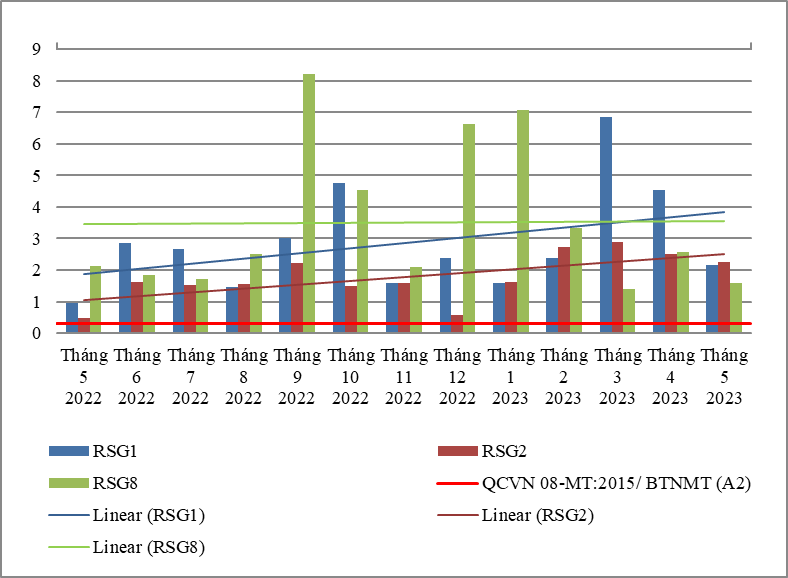 9
8
7
6
5
4
3
2
1
0
Tháng Tháng Tháng Tháng Tháng Tháng Tháng Tháng Tháng Tháng Tháng Tháng Tháng
5 6 7 8 9 10 11 12 1 2 3 4 5
2022 2022 2022 2022 2022 2022 2022 2022 2023 2023 2023 2023 2023
RSG1 RSG2
RSG8 QCVN 08-MT:2015/ BTNMT (A2)
Linear (RSG1) Linear (RSG2)
Linear (RSG8)